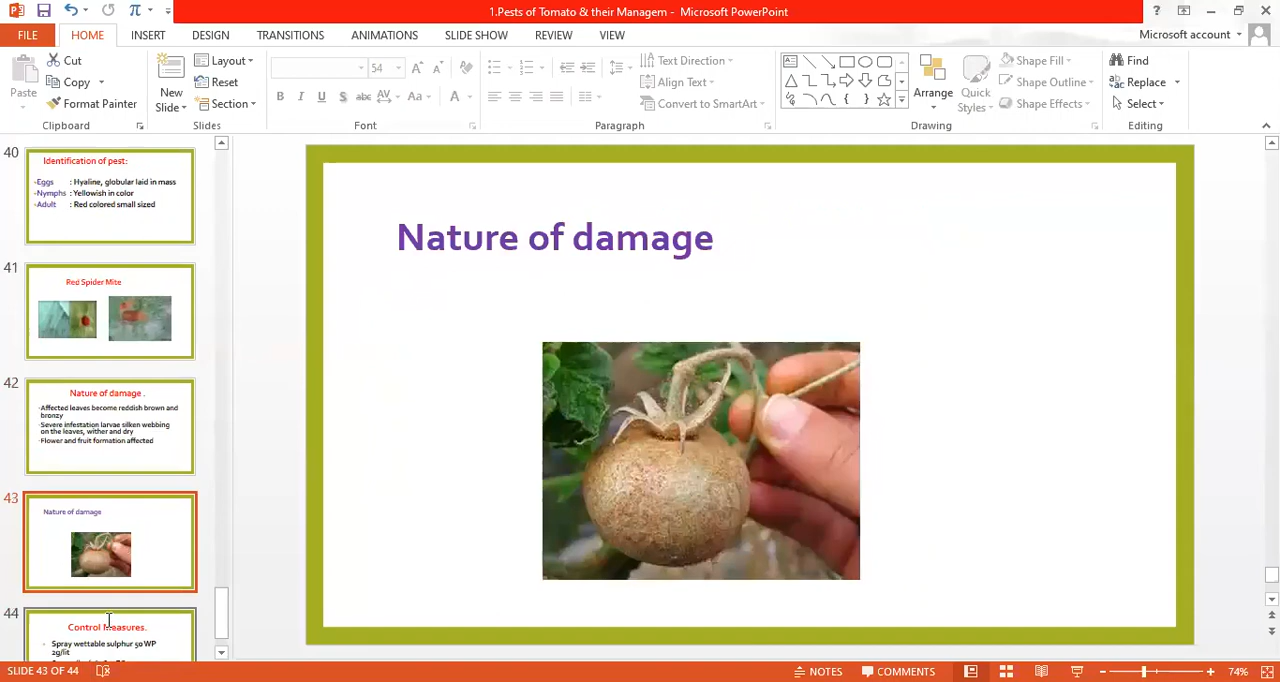 1.Pests of Tomato & their Managem - Microsoft PowerPoint
FILE HOME INSERT DESIGN TRANSITIONS ANIMATIONS SLIDE SHOW REVIEW VIEW Microsoft account
Paste
Cut
Copy
Format Painter
Clipboard
New
Slide
Layout
Reset
Section
Slides
54
B I U S abc AV Aa A
Font
Text Direction
Align Text
Convert to SmartArt
Paragraph
Arrange
Quick
Styles
Shape Fill
Shape Outline
Shape Effects
Drawing
Find
Replace
Select
Editing
40
Identification of pest:
-Eggs : Hyaline, globular laid in mass
-Nymphs : Yellowish in color
-Adult : Red colored small sized
41
Red Spider Mite
42
Nature of damage .
Affected leaves become reddish brown and
bronzy
Severe infestation larvae silken webbing
on the leaves, wither and dry
Flower and fruit formation affected
43
Nature of damage
44
Control Measures.
Spray wettable sulphur 50 WP
2g/lit
Nature of damage
SLIDE 43 OF 44
NOTES
COMMENTS
74%